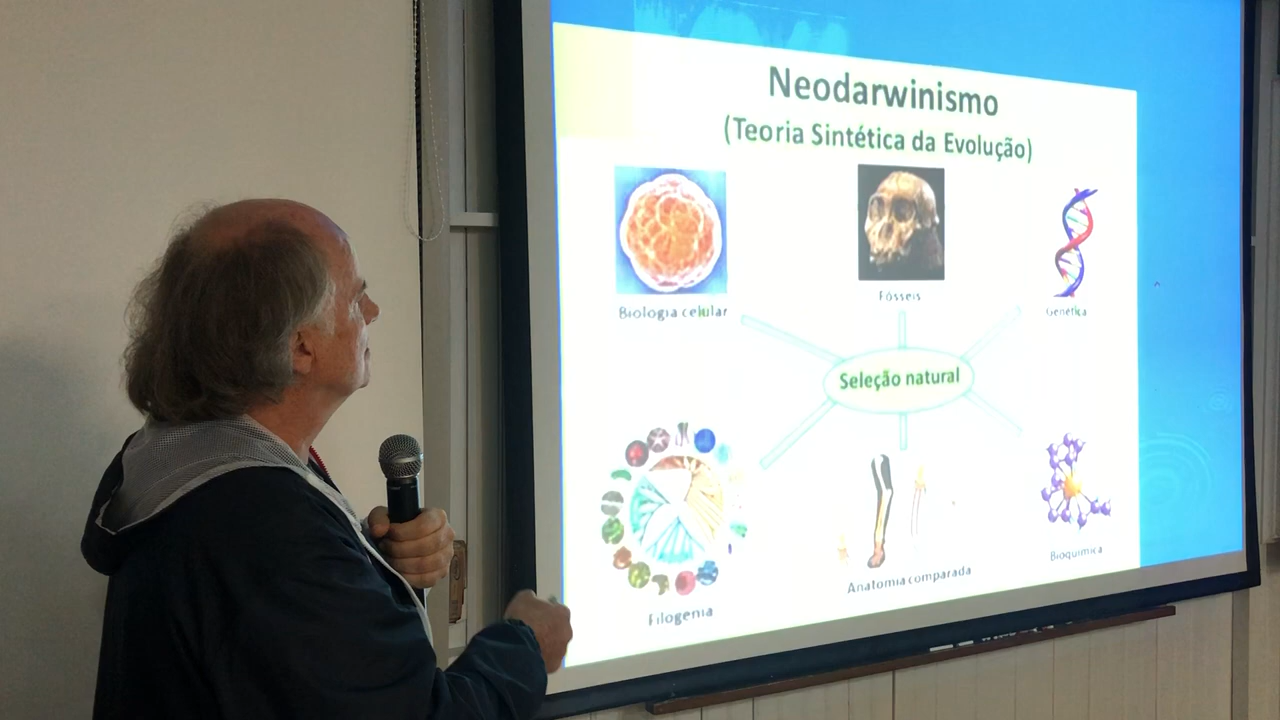 Neodarwinismo
(Teoria Sintética da Evolução)
Biologia celular
Fósseis
Genética
Seleção natural
Filogenia
Anatomia comparada
Bioquímica